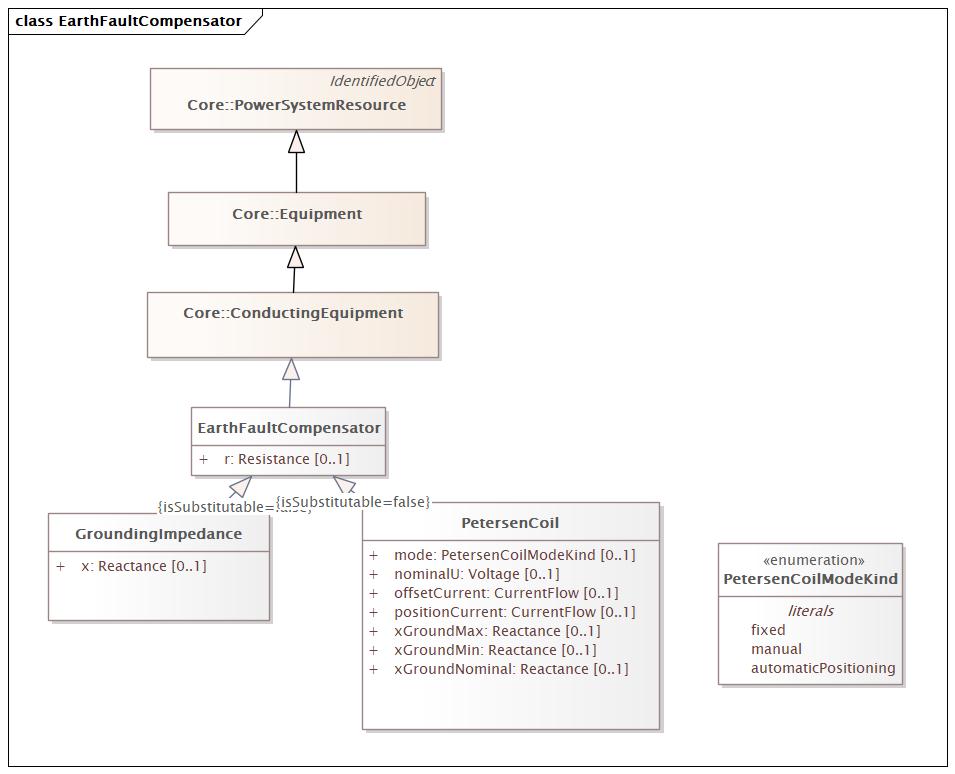 class EarthFaultCompensator
IdentifiedObject
Core::PowerSystemResource
Core::Equipment
Core::ConductingEquipment
EarthFaultCompensator
+ r: Resistance [0..1]
{isSubstitutable=false}
{isSubstitutable=false}
GroundingImpedance
+ x: Reactance [0..1]
PetersenCoil
+ mode: PetersenCoilModeKind [0..1]
+ nominalU: Voltage [0..1]
+ offsetCurrent: CurrentFlow [0..1]
+ positionCurrent: CurrentFlow [0..1]
+ xGroundMax: Reactance [0..1]
+ xGroundMin: Reactance [0..1]
+ xGroundNominal: Reactance [0..1]
«enumeration»
PetersenCoilModeKind
literals
fixed
manual
automaticPositioning